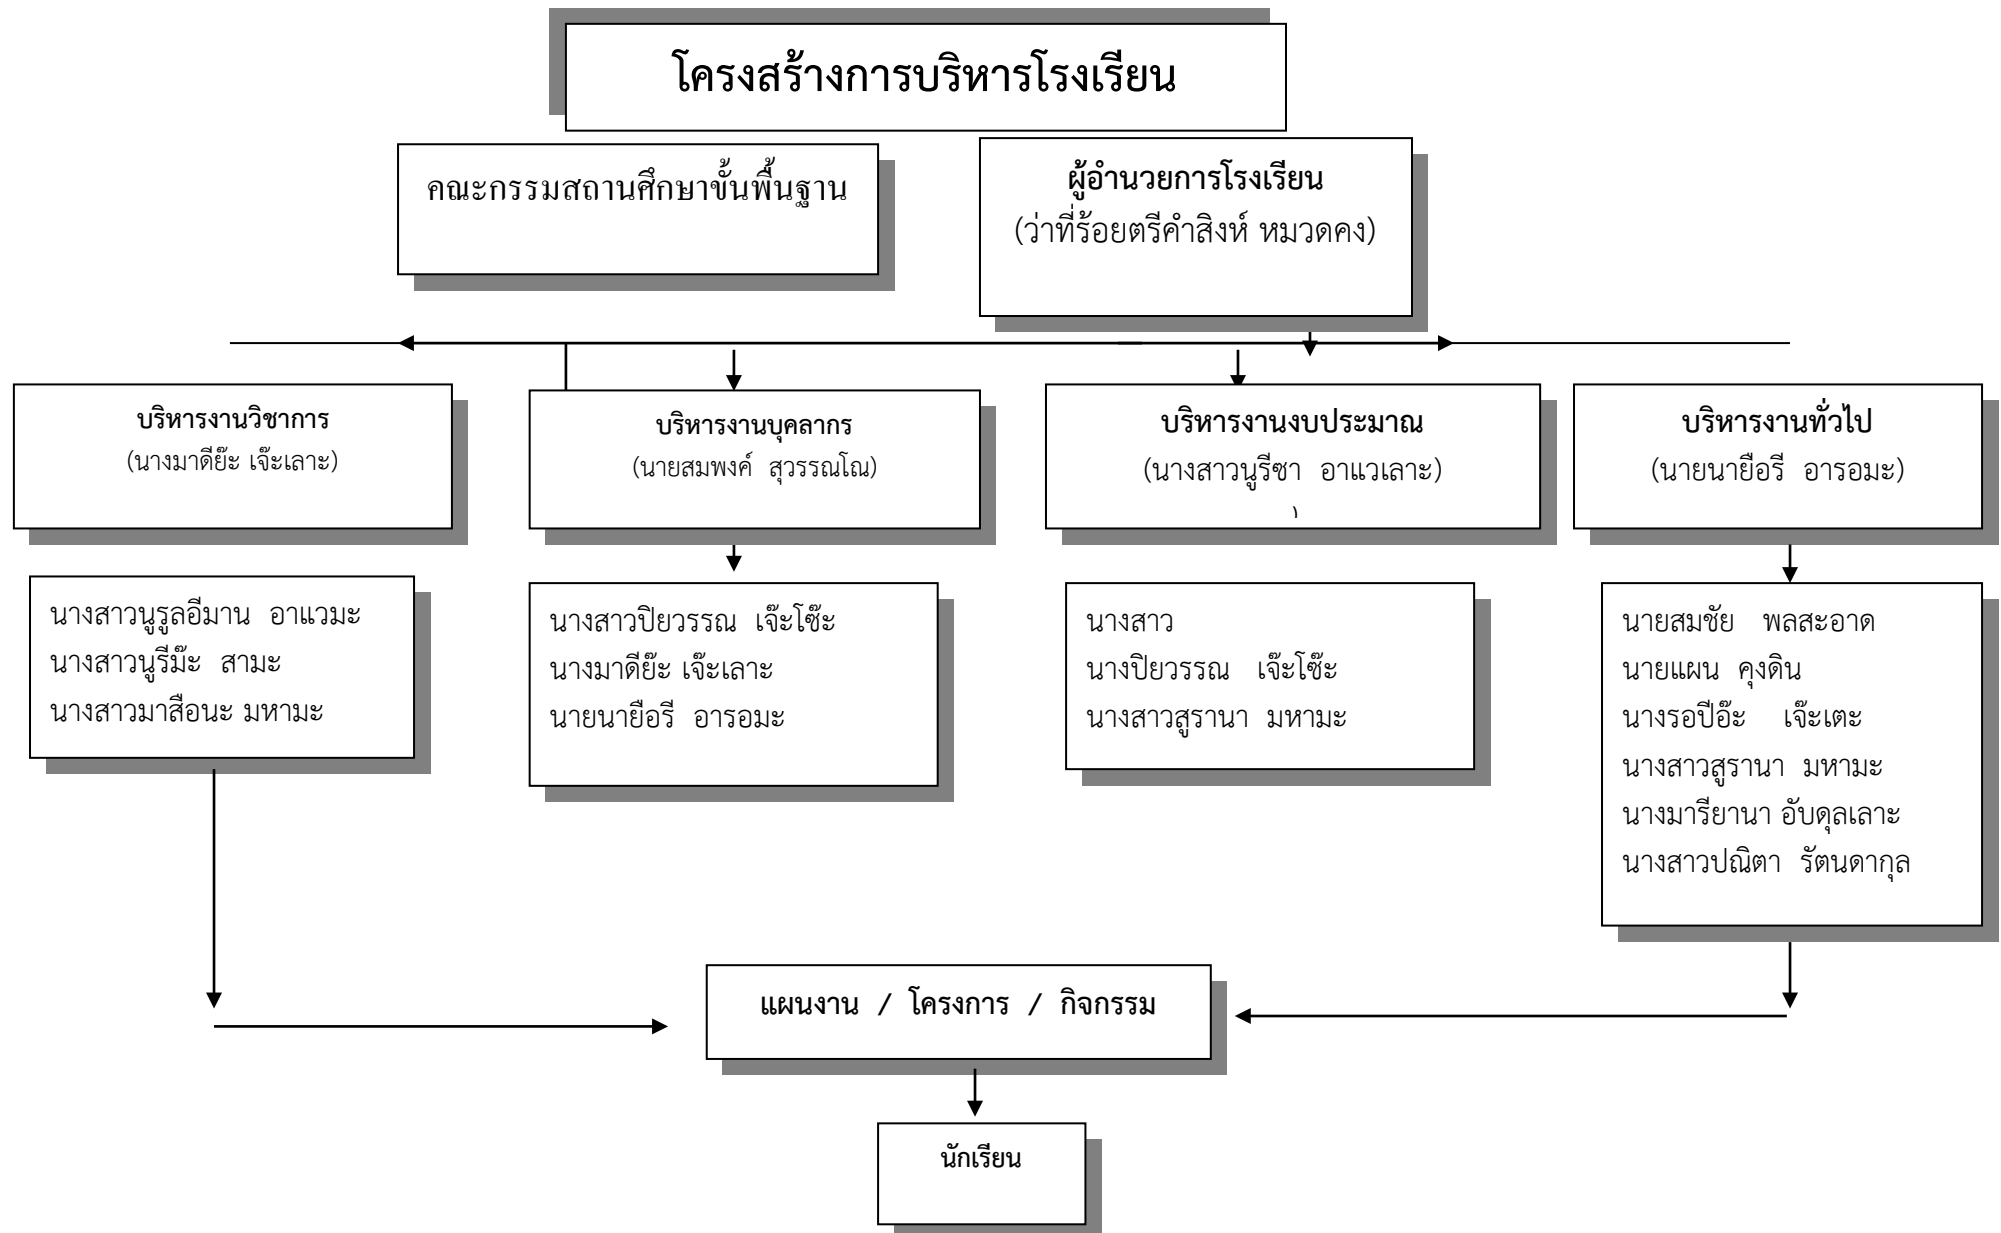 โครงสร้างการบริหารโรงเรียน
คณะกรรมสถานศึกษาขั้นพื้นฐาน
ผู้อำนวยการโรงเรียน
(ว่าที่ร้อยตรีคำสิงห์ หมวดคง)
บริหารงานวิชาการ
(นางมาดีย๊ะ เจ๊ะเลาะ)
บริหารงานบุคลากร
(นายสมพงค์ สุวรรณโณ)
บริหารงานงบประมาณ
(นางสาวนูรีซา อาแวเลาะ)
)
บริหารงานทั่วไป
(นายนายือรี อารอมะ)
นางสาวนูรูลอีมาน อาแวมะ
นางสาวนูรีม๊ะ สามะ
นางสาวมาสือนะ มหามะ
นางสาวปิยวรรณ เจ๊ะโซ๊ะ
นางมาดีย๊ะ เจ๊ะเลาะ
นายนายือรี อารอมะ
นางสาว
นางปิยวรรณ เจ๊ะโซ๊ะ
นางสาวสูรานา มหามะ
นายสมชัย พลสะอาด
นายแผน คุงดิน
นางรอปีอ๊ะ เจ๊ะเตะ
นางสาวสูรานา มหามะ
นางมารียานา อับดุลเลาะ
นางสาวปณิตา รัตนดากุล
แผนงาน / โครงการ / กิจกรรม
นักเรียน